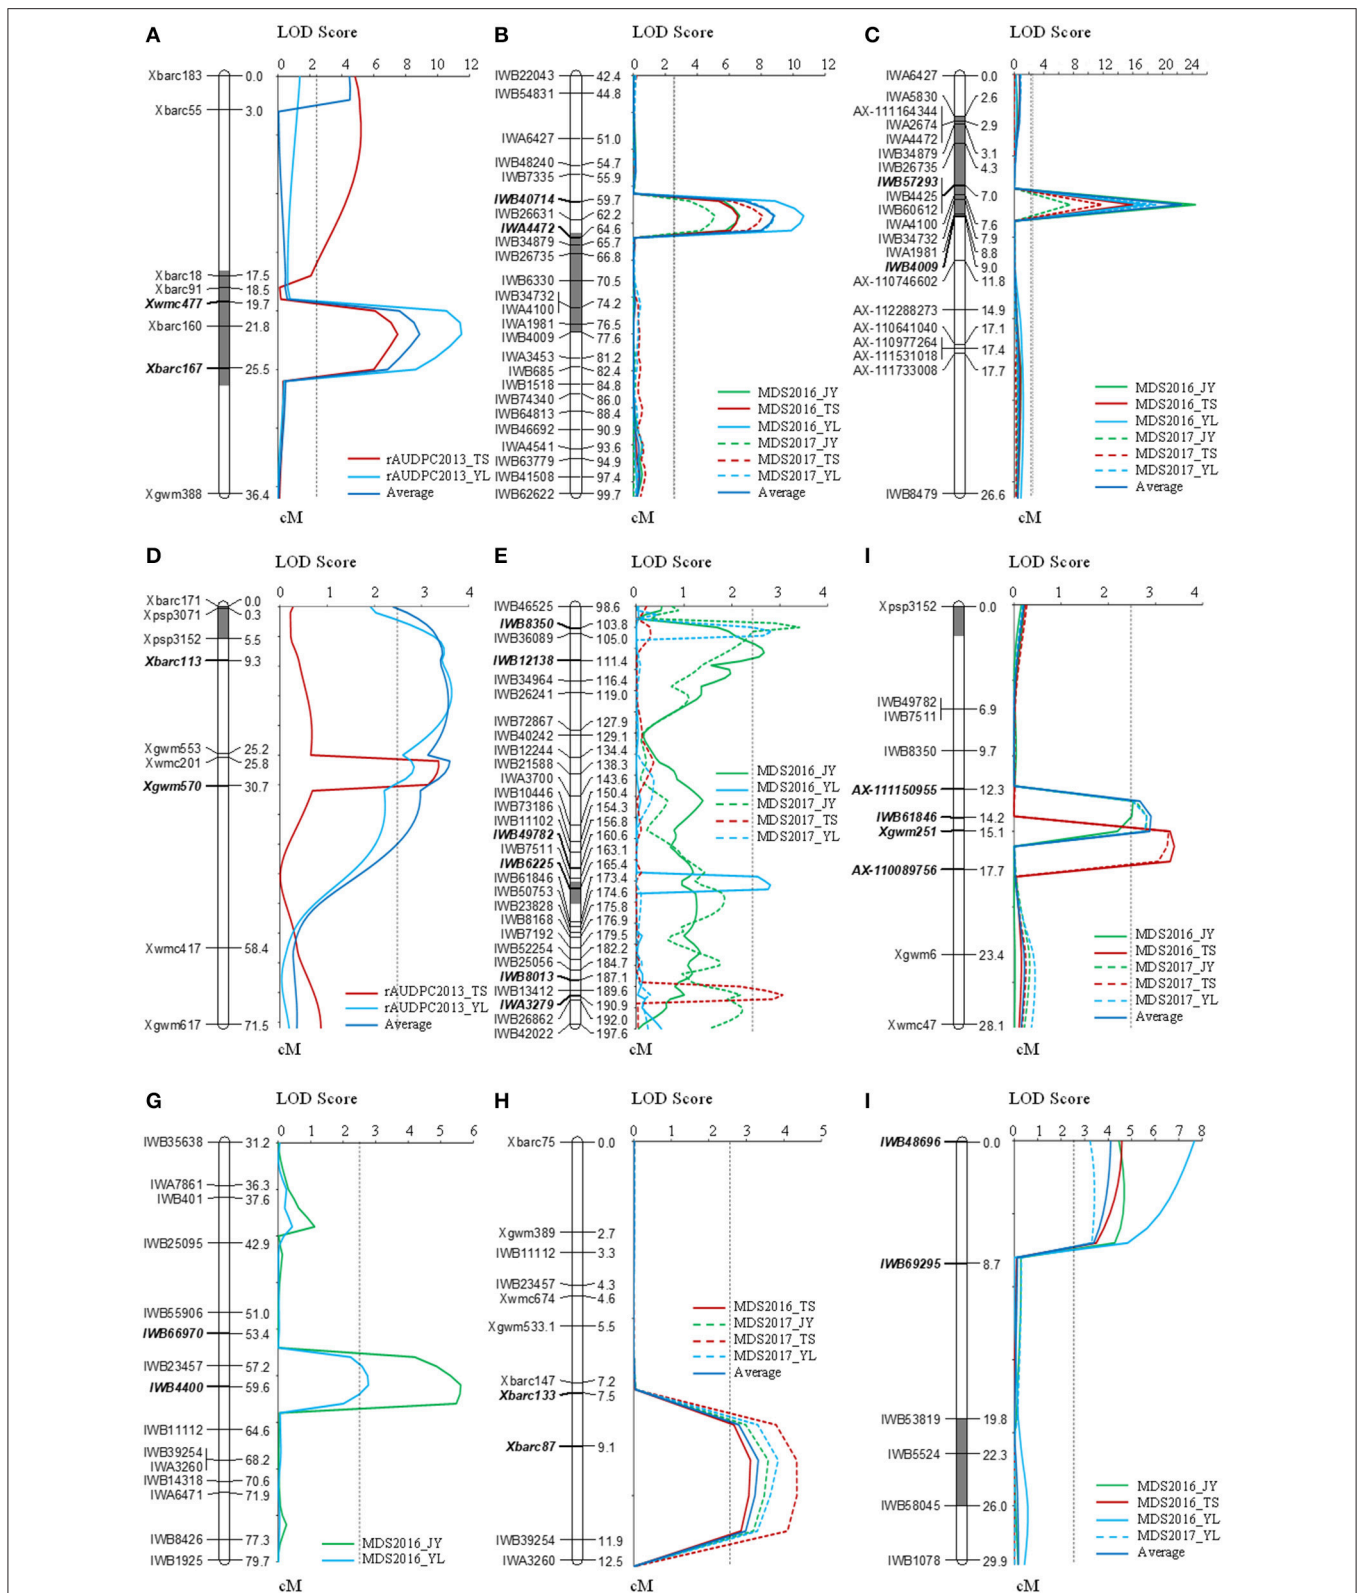 A
LOD Score
0 2 4 6 8 10 12
Xbarc183 0.0
Xbarc55 3.0
Xbarc18 17.5
Xbarc91 18.5
Xwmc477 19.7
Xbarc160 21.8
Xbarc167 25.5
Xgwm388 36.4
rAUDPC2013_TS
rAUDPC2013_YL
Average
cM
B
LOD Score
0 2 4 6 8 10 12
IWB22043 42.4
IWB54831 44.8
IWA6427 51.0
IWB48240 54.7
IWB7335 55.9
IWB40714 59.7
IWB26631 62.2
IWA4472 64.6
IWB34879 65.7
IWB26735 66.8
IWB6330 70.5
IWB34732
IWA4100 74.2
IWA1981 76.5
IWB4009 77.6
IWA3453 81.2
IWB685 82.4
IWB1518 84.8
IWB74340 86.0
IWB64813 88.4
IWB46692 90.9
IWA4541 93.6
IWB63779 94.9
IWB41508 97.4
IWB62622 99.7
MDS2016_JY
MDS2016_TS
MDS2016_YL
MDS2017_JY
MDS2017_TS
MDS2017_YL
Average
cM
C
LOD Score
0 4 8 12 16 20 24
IWA6427 0.0
IWA5830 2.6
AX-111164344
IWA2674 2.9
IWA4472
IWB34879 3.1
IWB26735 4.3
IWB57293
IWB4425 7.0
IWB60612
IWA4100 7.6
IWB34732 7.9
IWA1981 8.8
IWB4009 9.0
AX-110746602 11.8
AX-112288273 14.9
AX-110641040 17.1
AX-110977264
AX-111531018 17.4
AX-111733008 17.7
IWB8479 26.6
MDS2016_JY
MDS2016_TS
MDS2016_YL
MDS2017_JY
MDS2017_TS
MDS2017_YL
Average
cM
D
LOD Score
0 1 2 3 4
Xbarc171 0.0
Xpsp3071 0.3
Xpsp3152 5.5
Xbarc113 9.3
Xgwm553 25.2
Xwmc201 25.8
Xgwm570 30.7
Xwmc417 58.4
Xgwm617 71.5
rAUDPC2013_TS
rAUDPC2013_YL
Average
cM
E
LOD Score
0 1 2 3 4
IWB46525 98.6
IWB8350 103.8
IWB36089 105.0
IWB12138 111.4
IWB34964 116.4
IWB26241 119.0
IWB72867 127.9
IWB40242 129.1
IWB12244 134.4
IWB21588 138.3
IWA3700 143.6
IWB10446 150.4
IWB73186 154.3
IWB11102 156.8
IWB49782 160.6
IWB7511 163.1
IWB6225 165.4
IWB61846 173.4
IWB50753 174.6
IWB23828 175.8
IWB8168 176.9
IWB7192 179.5
IWB52254 182.2
IWB25056 184.7
IWB8013 187.1
IWB13412 189.6
IWA3279 190.9
IWB26862 192.0
IWB42022 197.6
MDS2016_JY
MDS2016_YL
MDS2017_JY
MDS2017_TS
MDS2017_YL
cM
I
LOD Score
0 1 2 3 4
Xpsp3152 0.0
IWB49782
IWB7511 6.9
IWB8350 9.7
AX-111150955 12.3
IWB61846 14.2
Xgwm251 15.1
AX-110089756 17.7
Xgwm6 23.4
Xwmc47 28.1
MDS2016_JY
MDS2016_TS
MDS2017_JY
MDS2017_TS
MDS2017_YL
Average
cM
G
LOD Score
0 1 2 3 4 5 6
IWB35638 31.2
IWA7861 36.3
IWB401 37.6
IWB25095 42.9
IWB55906 51.0
IWB66970 53.4
IWB23457 57.2
IWB4400 59.6
IWB11112 64.6
IWB39254
IWA3260 68.2
IWB14318 70.6
IWA6471 71.9
IWB8426 77.3
IWB1925 79.7
MDS2016_JY
MDS2016_YL
cM
H
LOD Score
0 1 2 3 4 5
Xbarc75 0.0
Xgwm389 2.7
IWB11112 3.3
IWB23457 4.3
Xwmc674 4.6
Xgwm533.1 5.5
Xbarc147 7.2
Xbarc133 7.5
Xbarc87 9.1
IWB39254 11.9
IWA3260 12.5
MDS2016_TS
MDS2017_JY
MDS2017_TS
MDS2017_YL
Average
cM
I
LOD Score
0 1 2 3 4 5 6 7 8
IWB48696 0.0
IWB69295 8.7
IWB53819 19.8
IWB5524 22.3
IWB58045 26.0
IWB1078 29.9
MDS2016_JY
MDS2016_TS
MDS2016_YL
MDS2017_YL
Average
cM